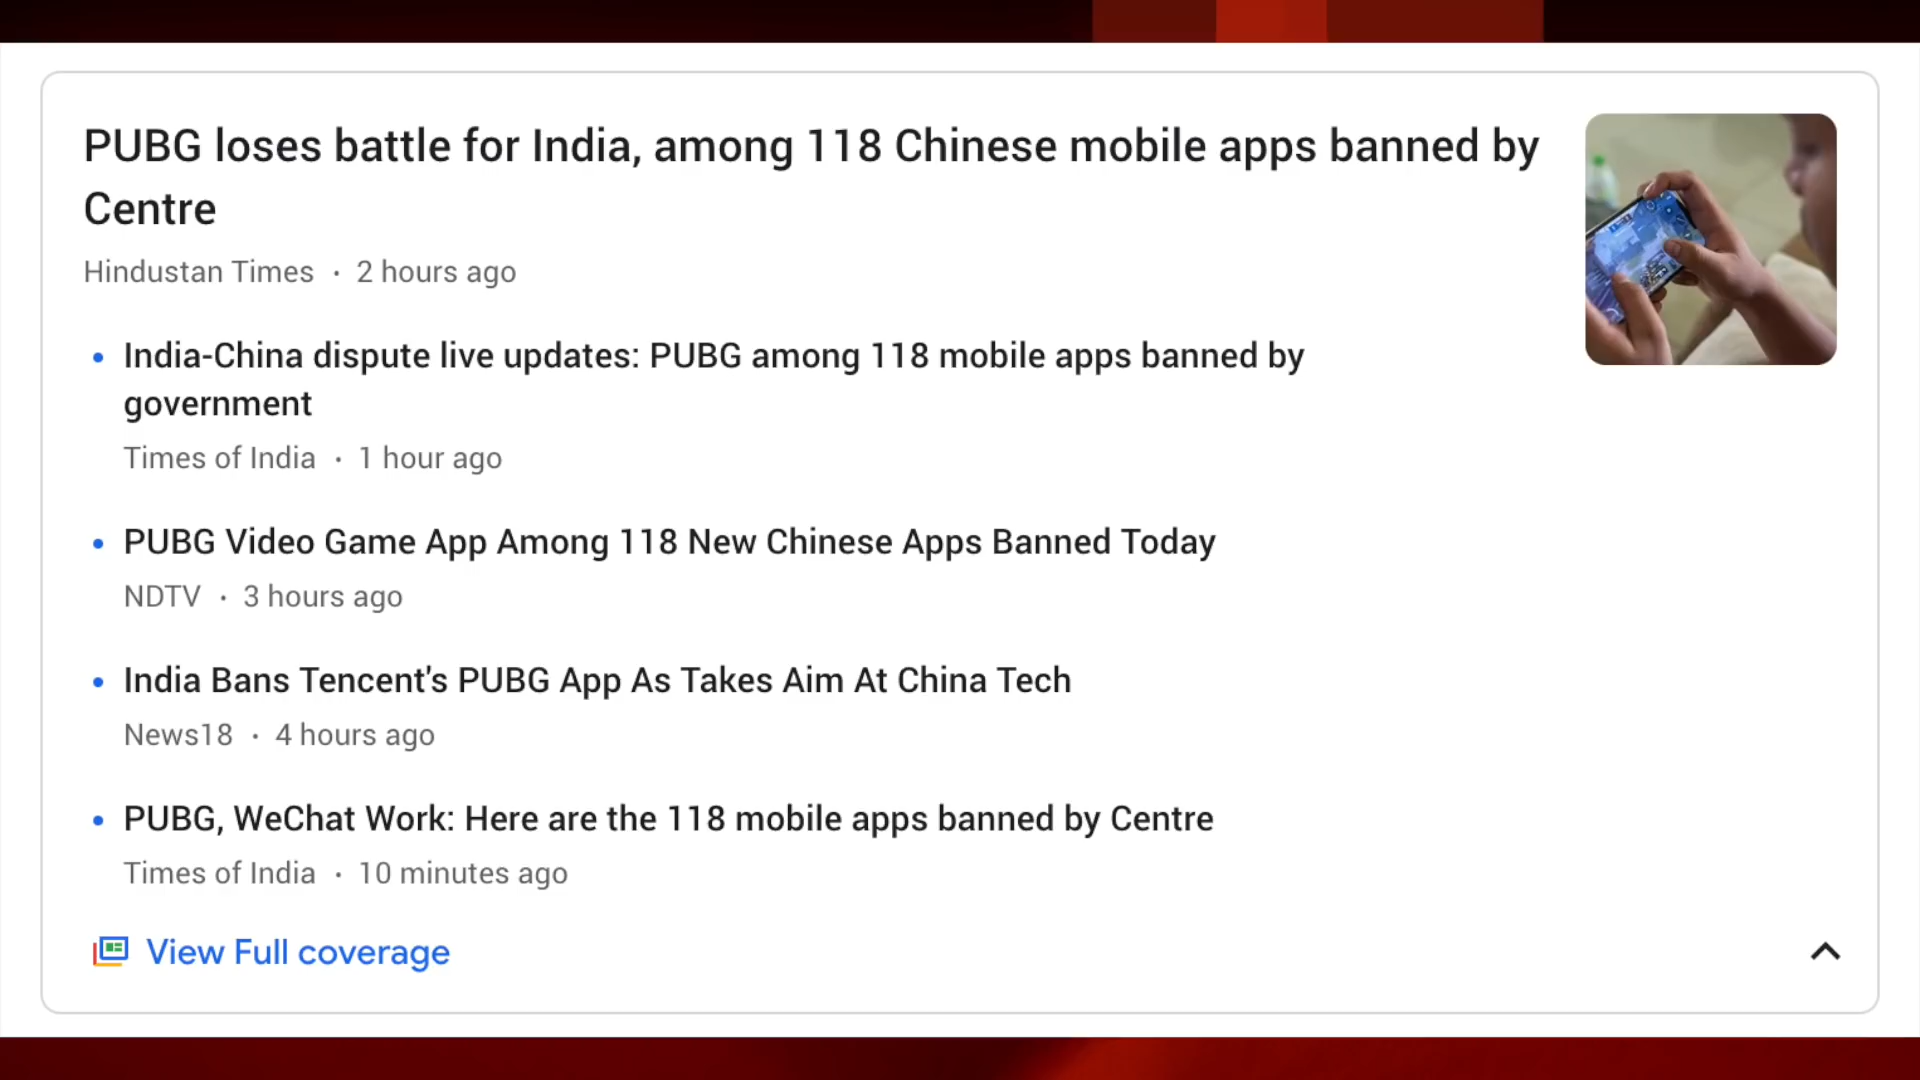 PUBG loses battle for India, among 118 Chinese mobile apps banned by
Centre
Hindustan Times · 2 hours ago
• India-China dispute live updates: PUBG among 118 mobile apps banned by
government
Times of India · 1 hour ago
• PUBG Video Game App Among 118 New Chinese Apps Banned Today
NDTV · 3 hours ago
• India Bans Tencent's PUBG App As Takes Aim At China Tech
News18 · 4 hours ago
• PUBG, WeChat Work: Here are the 118 mobile apps banned by Centre
Times of India · 10 minutes ago
View Full coverage